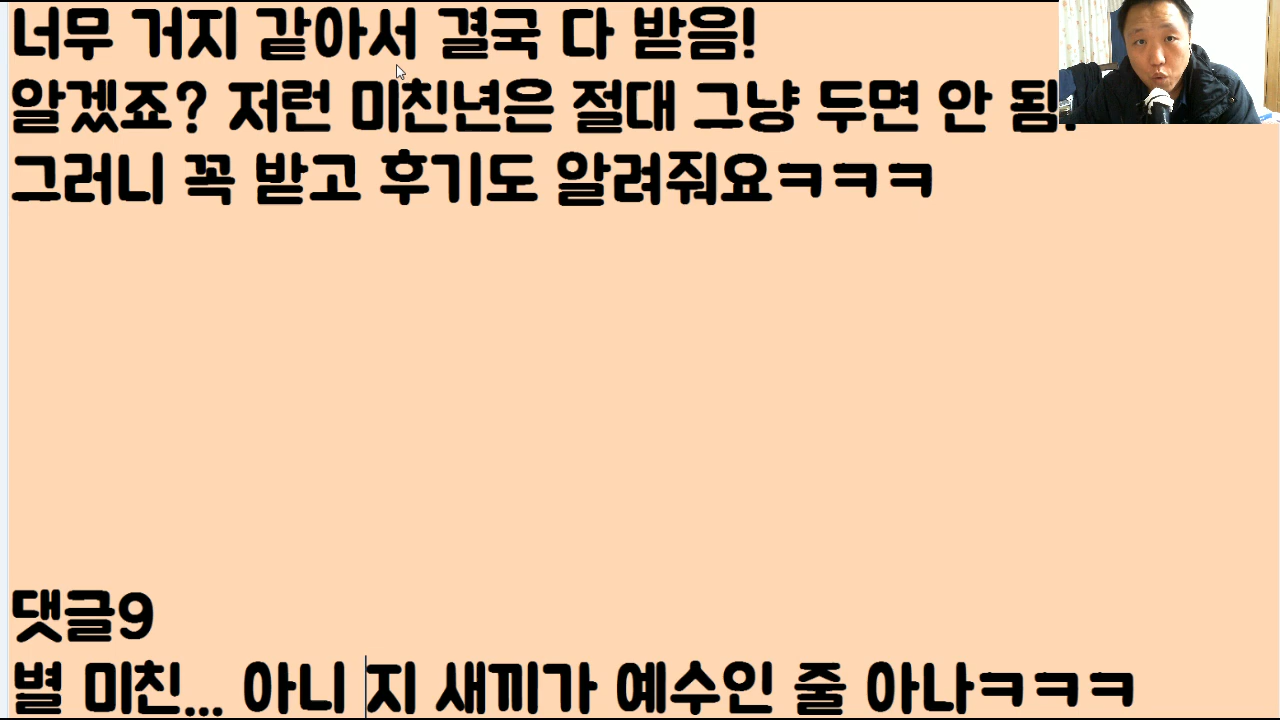 너무 거지 같아서 결국 다 받음!
알겠죠? 저런 미친년은 절대 그냥 두면 안 됨!
그러니 꼭 받고 후기도 알려줘요ㅋㅋㅋ
댓글9
별 미친... 아니 지 새끼가 예수인 줄 아나ㅋㅋㅋ